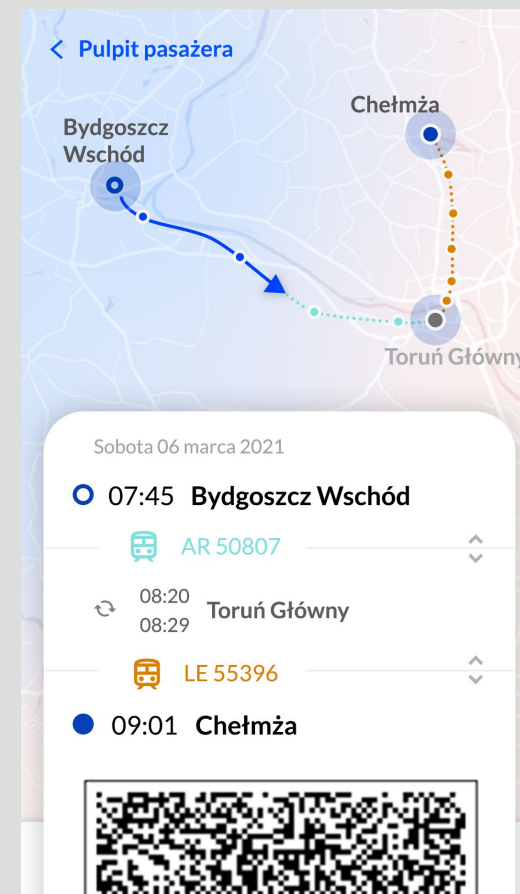 Pulpit pasażera
Chełmża
Bydgoszcz
Wschód
Toruń Główny
Sobota 06 marca 2021
07:45 Bydgoszcz Wschód
AR 50807
08:20
08:29
Toruń Główny
LE 55396
09:01 Chełmża